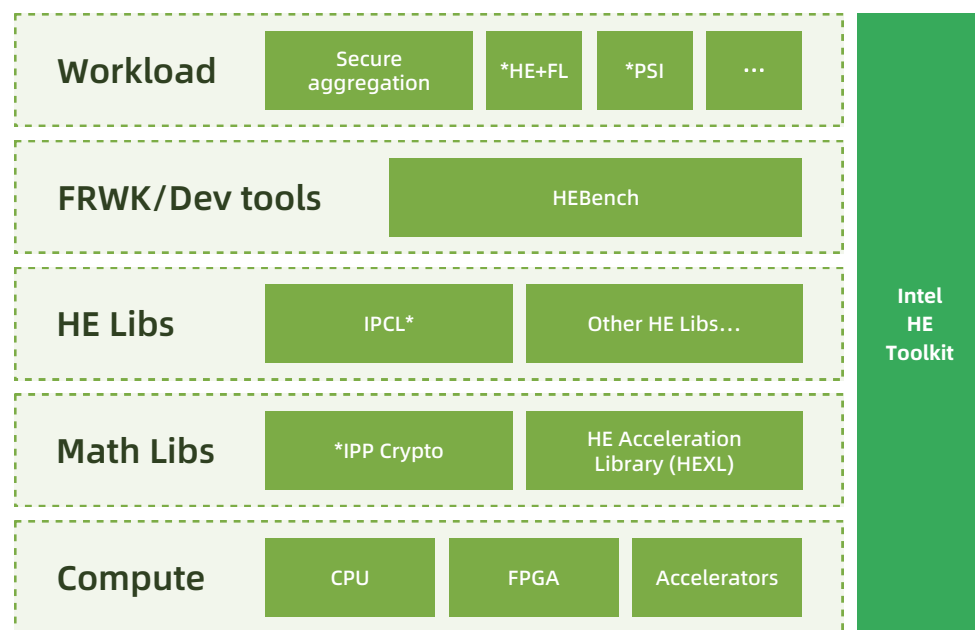 Workload
Secure
aggregation
*HE+FL
*PSI
...
FRWK/Dev tools
HEBench
HE Libs
IPCL*
Other HE Libs...
Math Libs
*IPP Crypto
HE Acceleration
Library (HEXL)
Compute
CPU
FPGA
Accelerators
Intel
HE
Toolkit